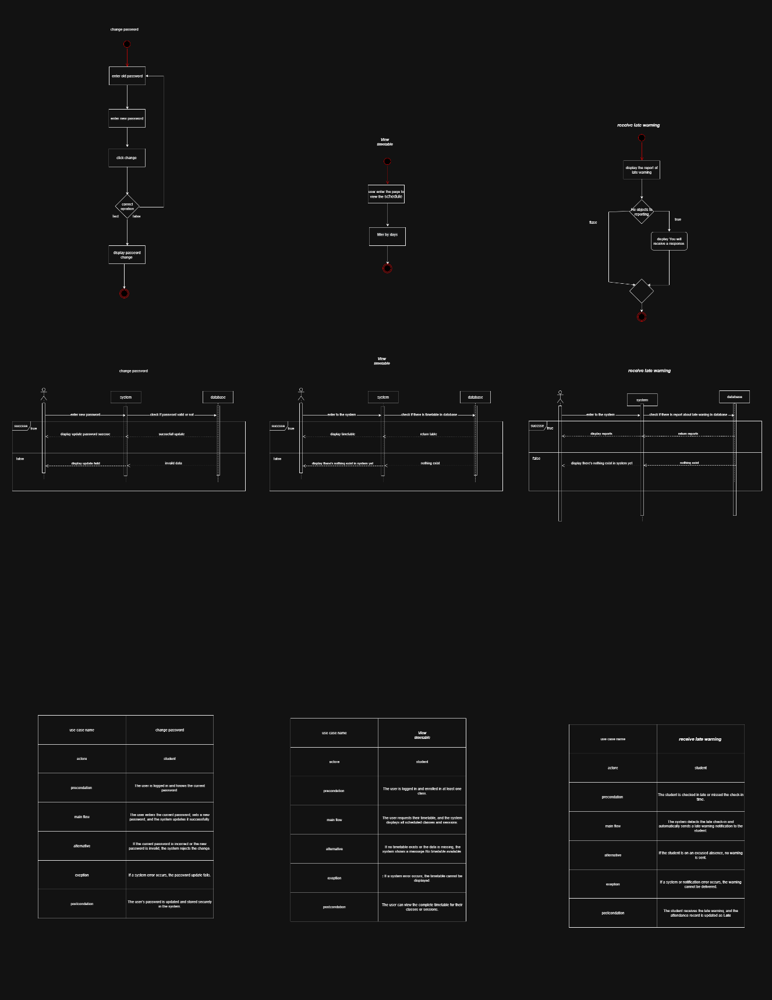 change passeord
enter old password
enter new password
click change
correct
opration
Text
false
display passeord
change
View
timetable
user enter the page to
view the schedule
filter by days
receive late warning
display the report of
late warning
He objects to
reporting
flase
true
display You will
receive a response.
change password
system
database
enter new password
ckeck if password valid or not
succsse
true
display update password succsse
sucssefull update
false
display update feild
invaild data
View
timetable
system
database
enter to the system
check if there is timetable in database
succsse
true
display timetable
return table
false
display there's nothing exist in system yet
nothing exist
receive late warning
system
database
enter to the system
check if there is report about late waning in database
succsse
true
display reports
return reports
false
display there's nothing exist in system yet
nothing exist
use case name
change password
actore
student
precondation
The user is logged in and knows the current
password
main flow
The user enters the current password, sets a new
password, and the system updates it successfully.
alternative
If the current password is incorrect or the new
password is invalid, the system rejects the change.
exeption
If a system error occurs, the password update fails.
postcondation
The user's password is updated and stored securely
in the system.
use case name
View
timetable
actore
student
precondation
The user is logged in and enrolled in at least one
class.
main flow
The user requests their timetable, and the system
displays all scheduled classes and sessions.
alternative
If no timetable exists or the data is missing, the
system shows a message No timetable available.
exeption
: If a system error occurs, the timetable cannot be
displayed
postcondation
The user can view the complete timetable for their
classes or sessions.
use case name
receive late warning
actore
student
precondation
The student is checked in late or missed the check-in
time.
main flow
The system detects the late check-in and
automatically sends a late warning notification to the
student.
alternative
If the student is on an excused absence, no warning
is sent.
exeption
If a system or notification error occurs, the warning
cannot be delivered.
postcondation
The student receives the late warning, and the
attendance record is updated as Late